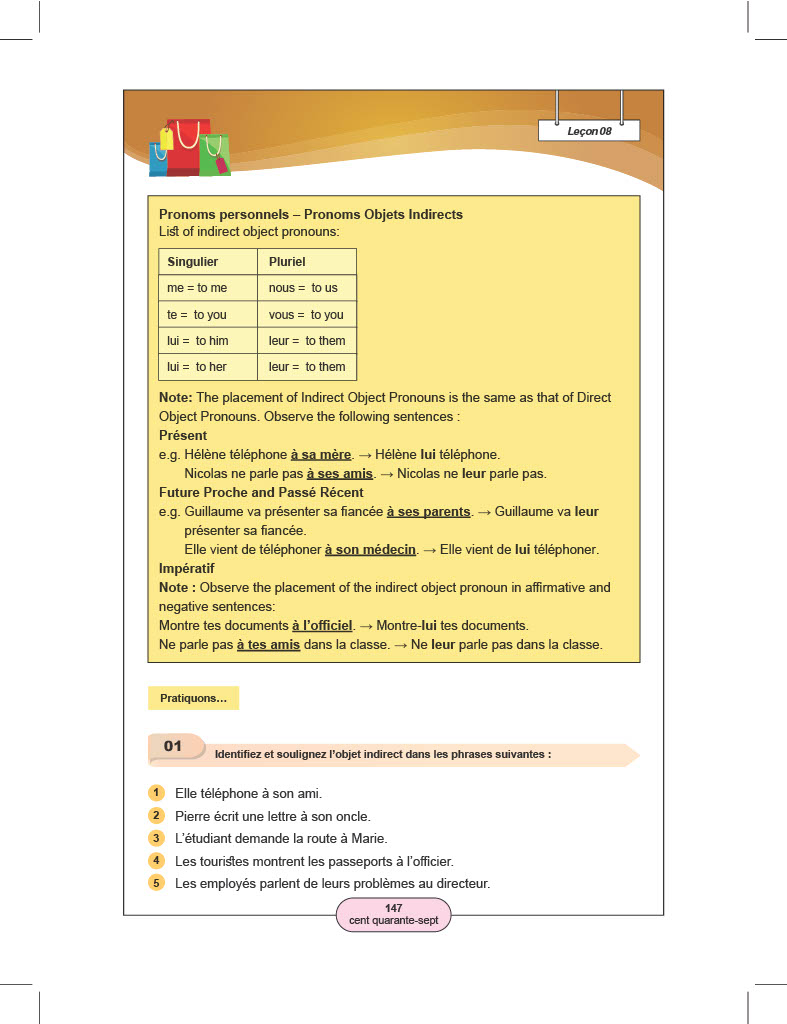 Leçon 08
Pronoms personnels – Pronoms Objets Indirects
List of indirect object pronouns:
Singulier Pluriel
me = to me nous = to us
te = to you vous = to you
lui = to him leur = to them
lui = to her leur = to them
Note: The placement of Indirect Object Pronouns is the same as that of Direct
Object Pronouns. Observe the following sentences :
Présent
e.g. Hélène téléphone à sa mère. → Hélène lui téléphone.
Nicolas ne parle pas à ses amis. → Nicolas ne leur parle pas.
Future Proche and Passé Récent
e.g. Guillaume va présenter sa fiancée à ses parents. → Guillaume va leur
présenter sa fiancée.
Elle vient de téléphoner à son médecin. → Elle vient de lui téléphoner.
Impératif
Note : Observe the placement of the indirect object pronoun in affirmative and
negative sentences:
Montre tes documents à l’officiel. → Montre-lui tes documents.
Ne parle pas à tes amis dans la classe. → Ne leur parle pas dans la classe.
Pratiquons…
01 Identifiez et soulignez l’objet indirect dans les phrases suivantes :
1 Elle téléphone à son ami.
2 Pierre écrit une lettre à son oncle.
3 L’étudiant demande la route à Marie.
4 Les touristes montrent les passeports à l’officier.
5 Les employés parlent de leurs problèmes au directeur.
147
cent quarante-sept